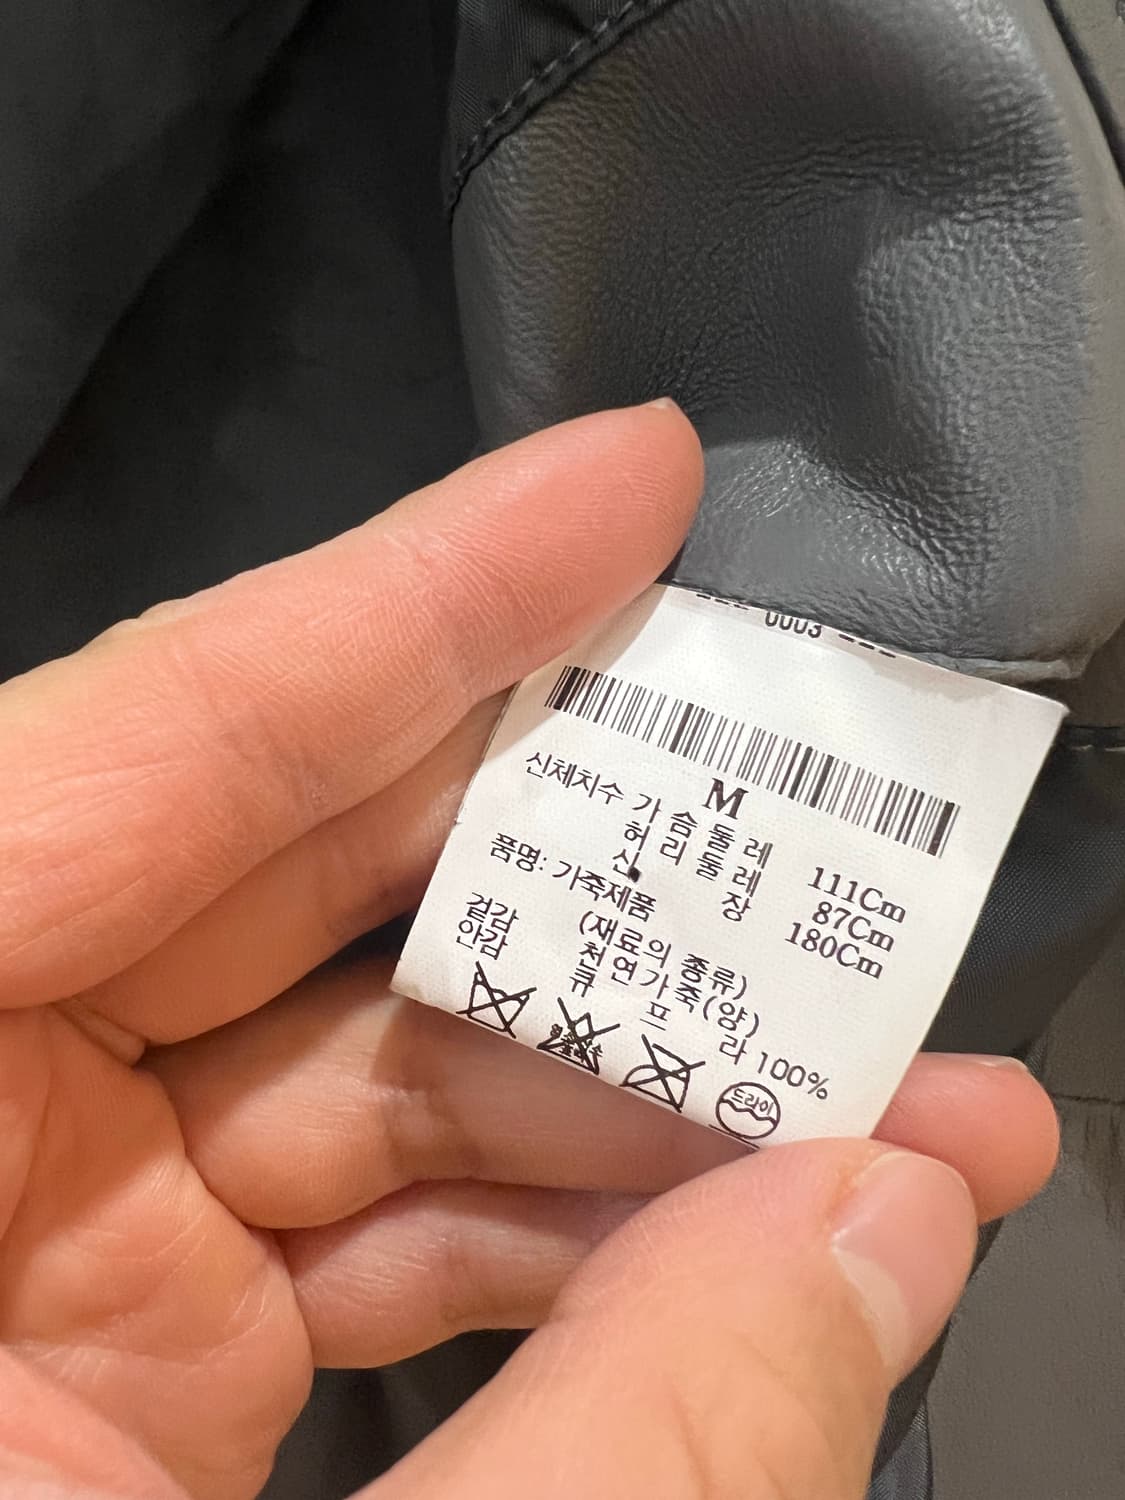 0003
M
신체치수 가슴둘레 111Cm
허리둘레 87Cm
신장 180Cm
품명: 가죽제품
(재료의 종류)
겉감 천연가죽(양)
안감 큐프라 100%
드라이